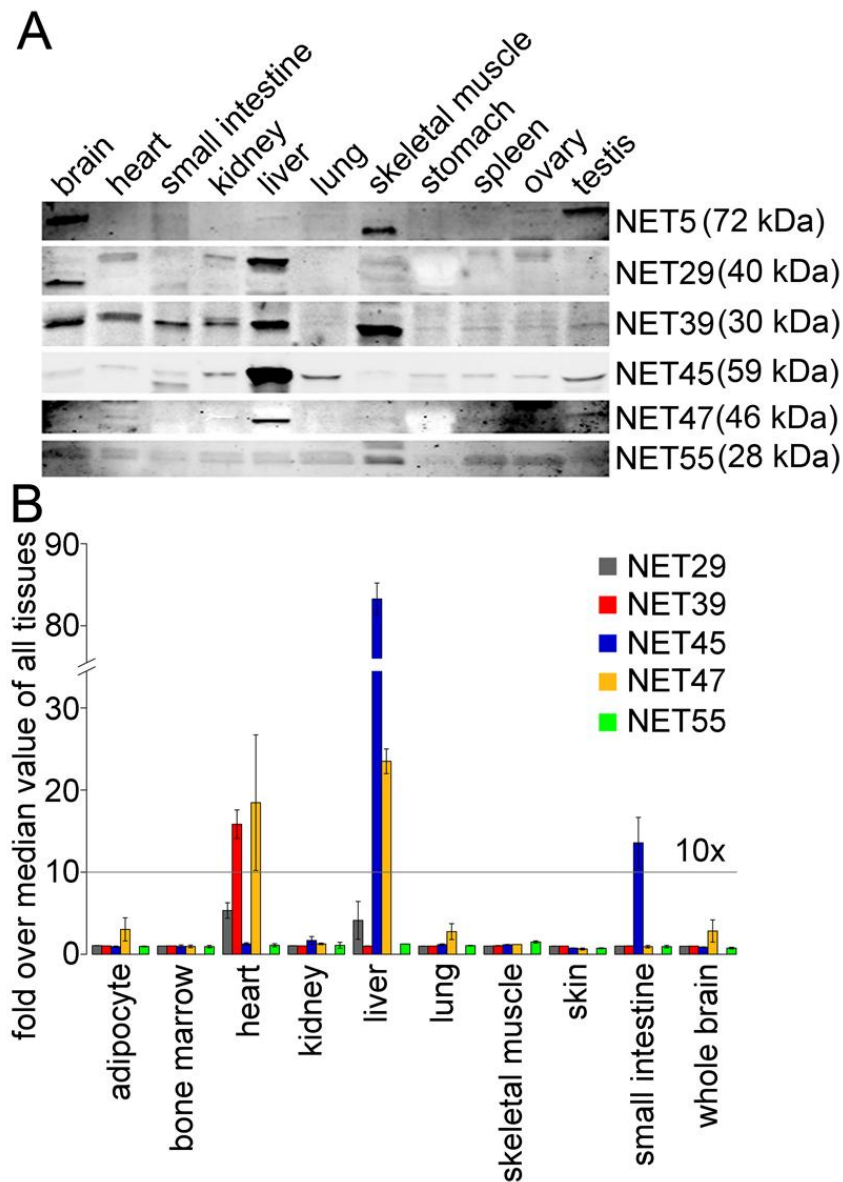 A
brain
heart
small intestine
kidney
liver
lung
skeletal muscle
stomach
spleen
ovary
testis
NET5 (72 kDa)
NET29 (40 kDa)
NET39 (30 kDa)
NET45 (59 kDa)
NET47 (46 kDa)
NET55 (28 kDa)
B
fold over median value of all tissues
90
80
30
20
10
0
10x
NET29
NET39
NET45
NET47
NET55
adipocyte
bone marrow
heart
kidney
liver
lung
skeletal muscle
skin
small intestine
whole brain